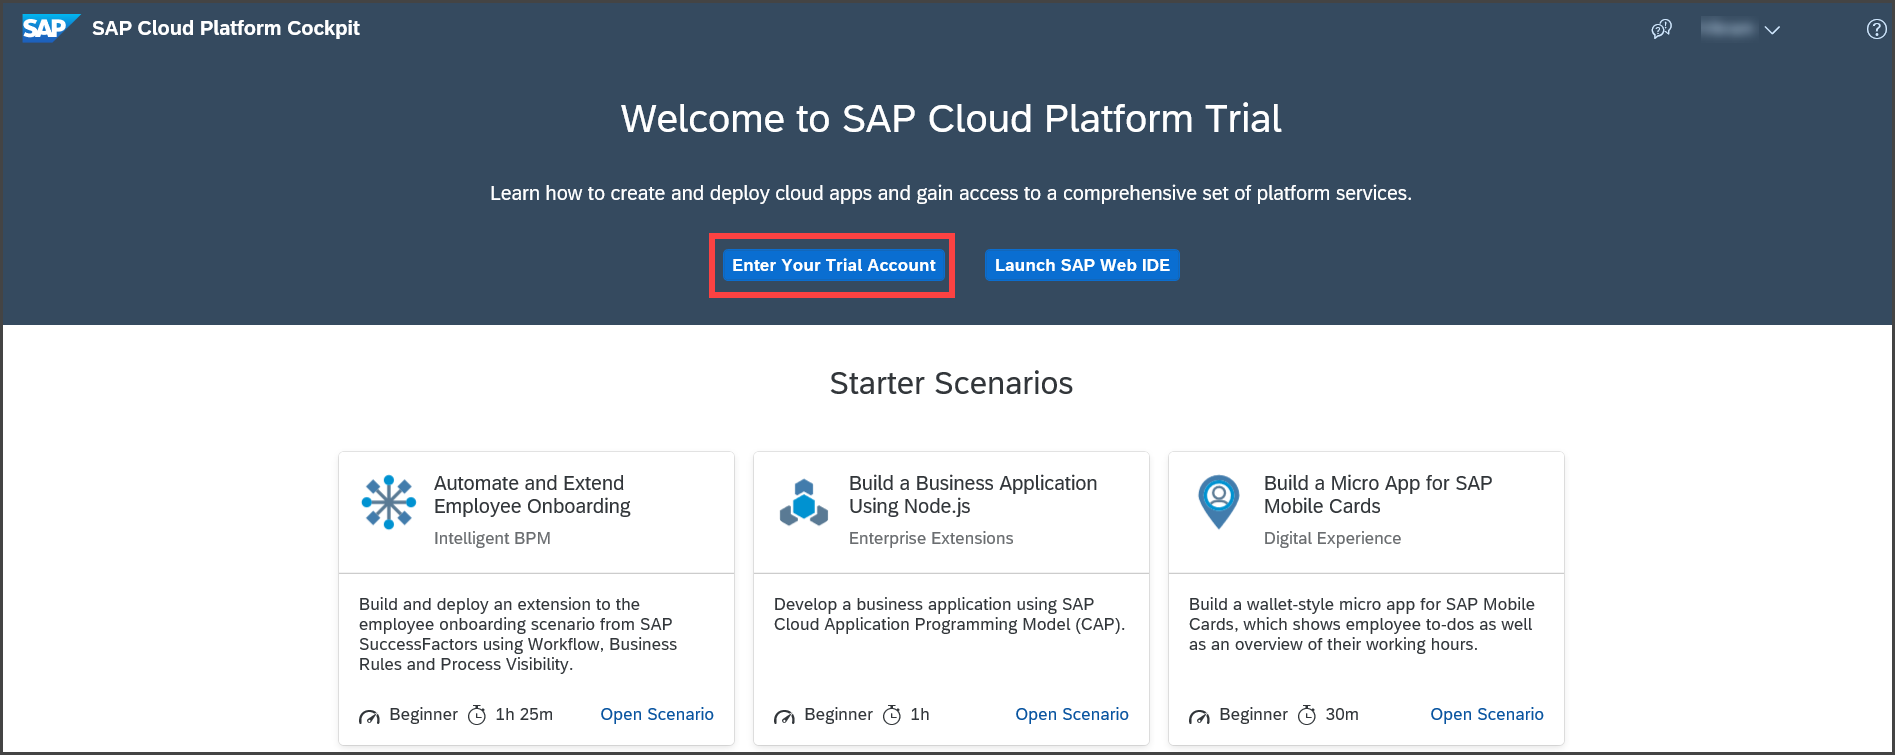 SAP SAP Cloud Platform Cockpit
Welcome to SAP Cloud Platform Trial
Learn how to create and deploy cloud apps and gain access to a comprehensive set of platform services.
Enter Your Trial Account Launch SAP Web IDE
Starter Scenarios
Automate and Extend
Employee Onboarding
Intelligent BPM
Build and deploy an extension to the
employee onboarding scenario from SAP
SuccessFactors using Workflow, Business
Rules and Process Visibility.
Beginner 1h 25m Open Scenario
Build a Business Application
Using Node.js
Enterprise Extensions
Develop a business application using SAP
Cloud Application Programming Model (CAP).
Beginner 1h Open Scenario
Build a Micro App for SAP
Mobile Cards
Digital Experience
Build a wallet-style micro app for SAP Mobile
Cards, which shows employee to-dos as well
as an overview of their working hours.
Beginner 30m Open Scenario